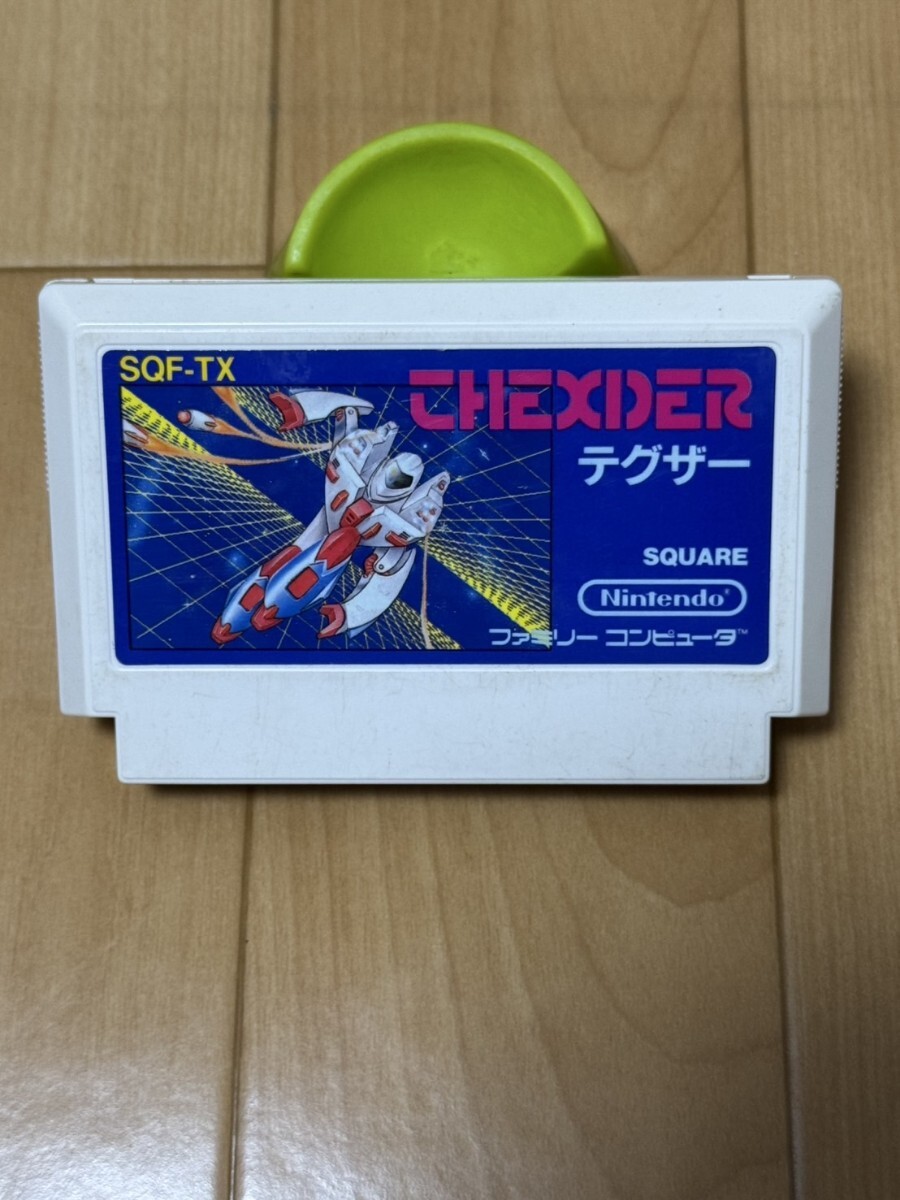 SQF-TX
THEXDER
テグザー
SQUARE
Nintendo®
ファミリー コンピュータ™